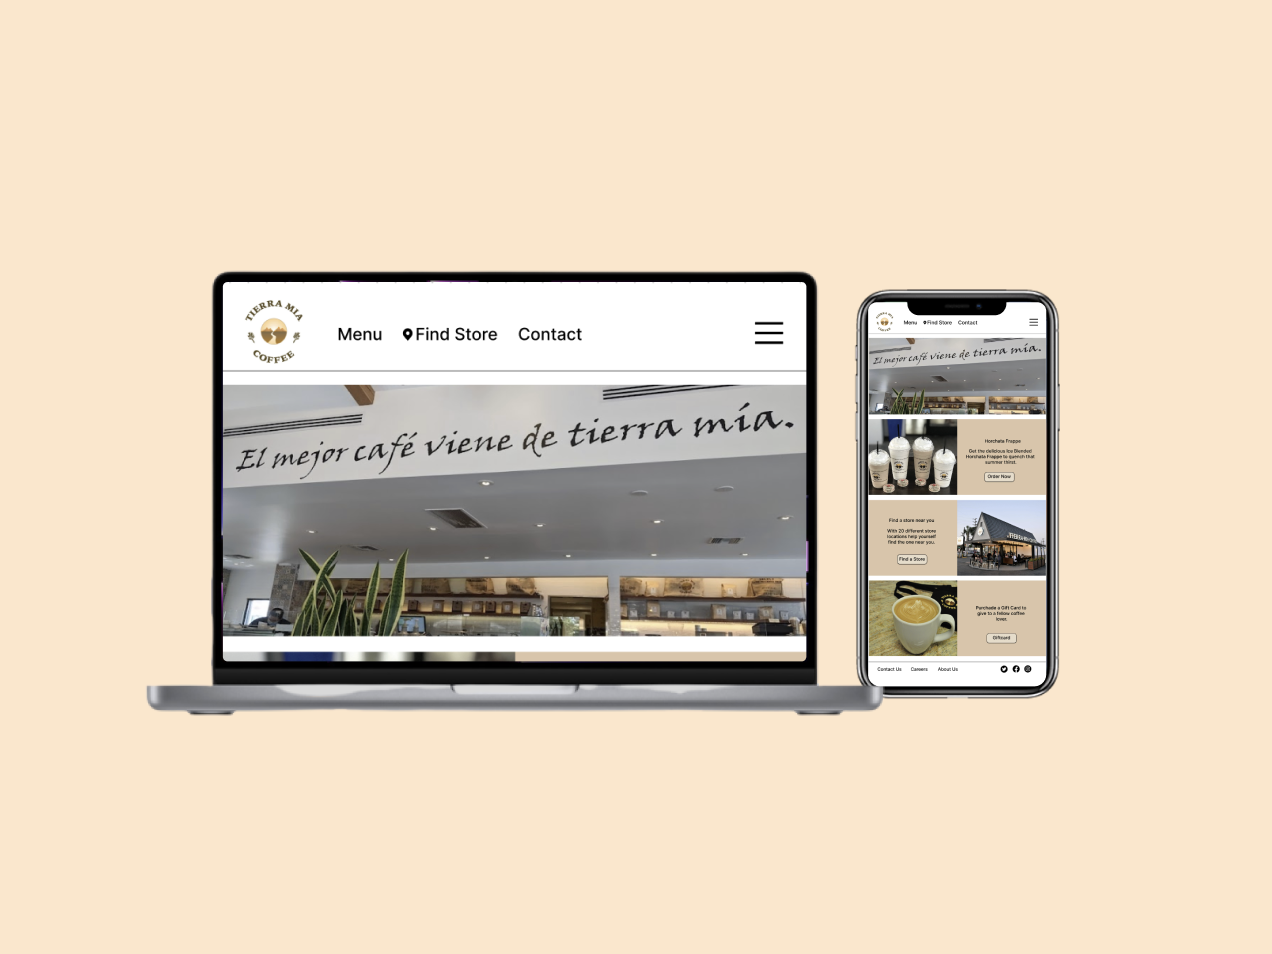 TIERRA MIA
COFFEE
Menu Find Store Contact
El mejor café viene de tierra mía.
TIERRA MIA
COFFEE
Menu Find Store Contact
El mejor café viene de tierra mía.
Horchata Frappe
Get the delicious Ice Blended
Horchata Frappe to quench that
summer thirst.
Order Now
Find a store near you
With 20 different store
locations help yourself
find the one near you.
Find a Store
Purchade a Gift Card to
give to a fellow coffee
loves
Giftcard
Contact Us Careers About Us